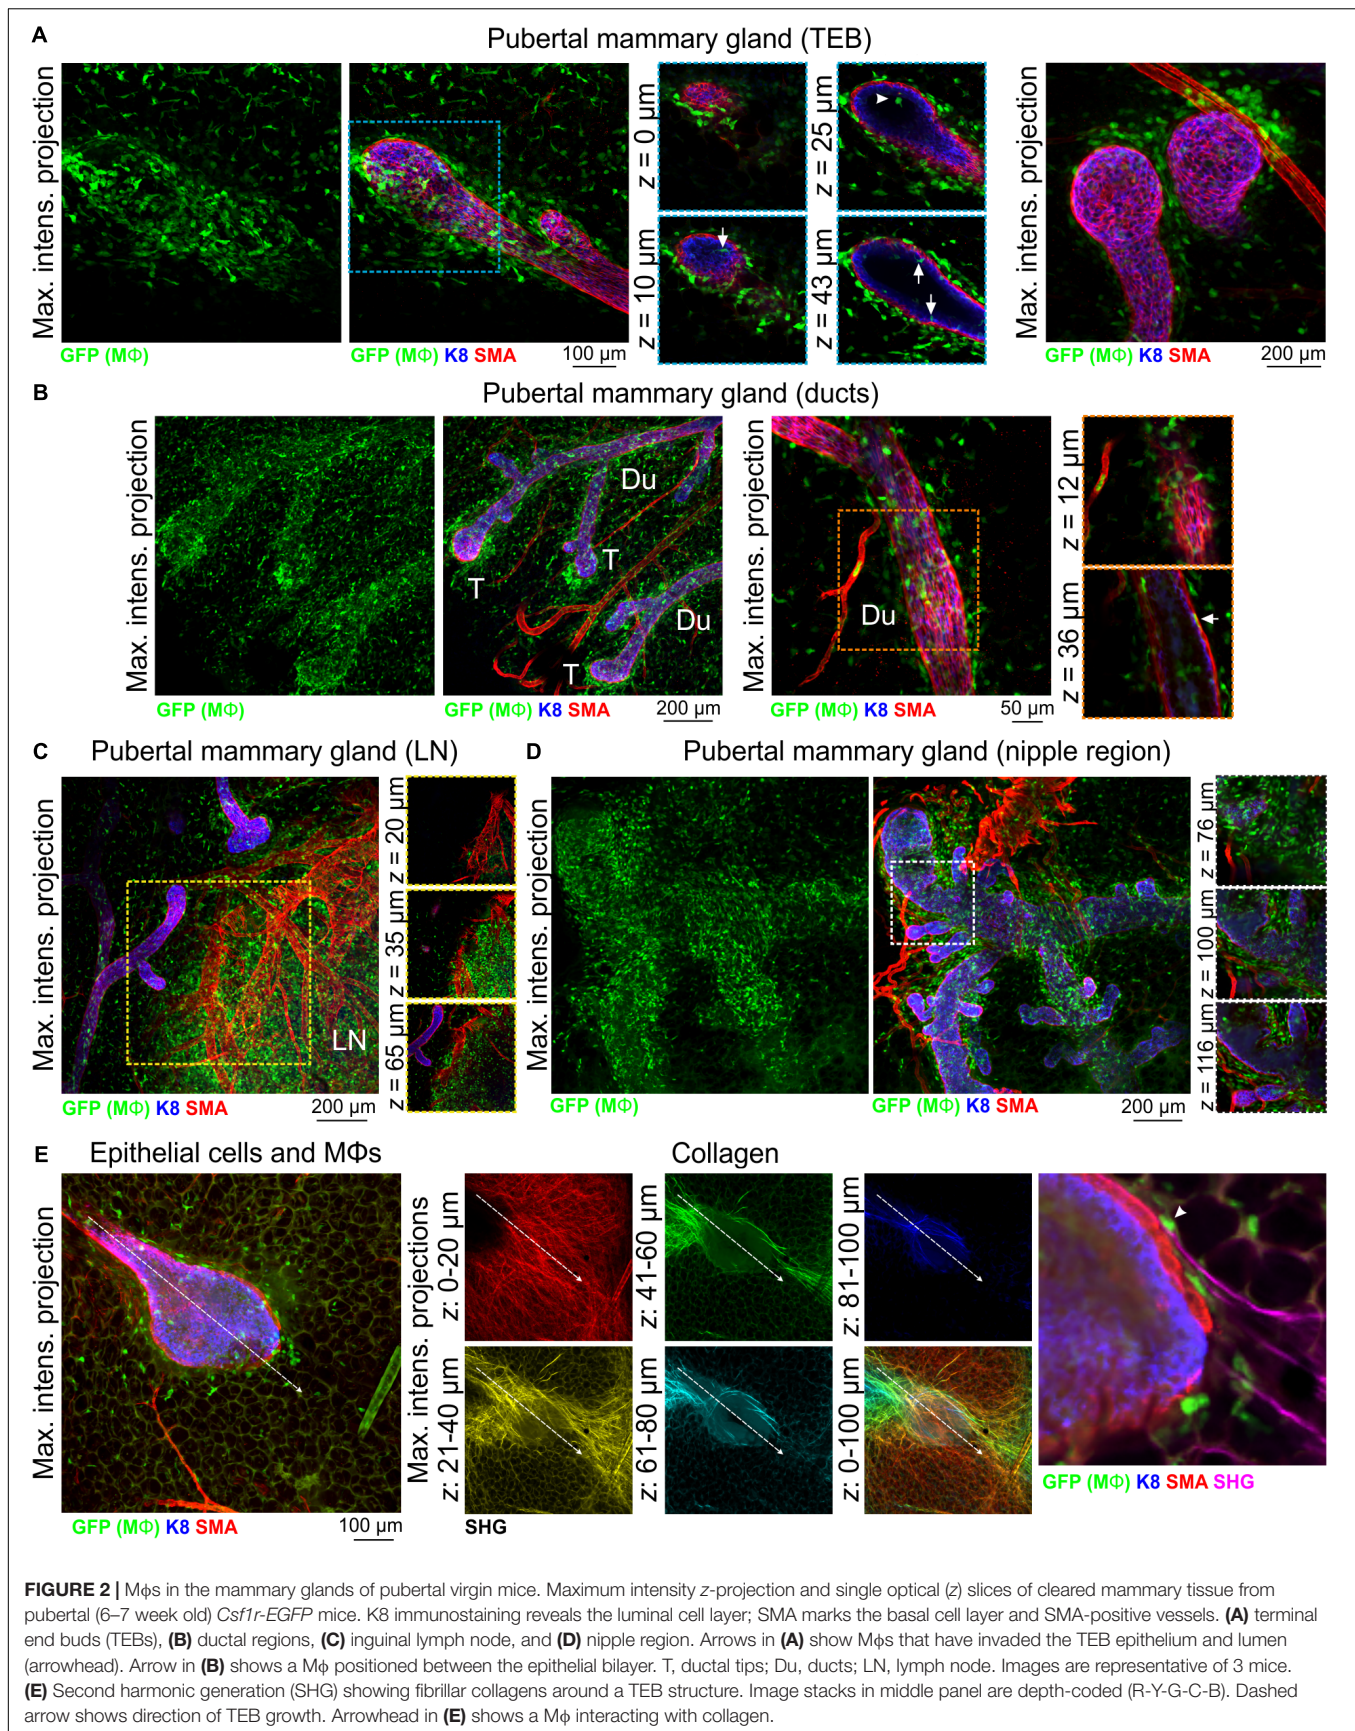 A
Pubertal mammary gland (TEB)
Max. intens. projection
GFP (MΦ)
GFP (MΦ) K8 SMA
100 µm
z = 0 µm
z = 10 µm
z = 25 µm
z = 43 µm
Max. intens. projection
GFP (MΦ) K8 SMA
200 µm
B
Pubertal mammary gland (ducts)
Max. intens. projection
GFP (MΦ)
Du
T
T
Du
T
GFP (MΦ) K8 SMA
200 µm
Max. intens. projection
Du
GFP (MΦ) K8 SMA
50 µm
z = 12 µm
z = 36 µm
C
Pubertal mammary gland (LN)
Max. intens. projection
LN
GFP (MΦ) K8 SMA
200 µm
z = 20 µm
z = 35 µm
z = 65 µm
D
Pubertal mammary gland (nipple region)
Max. intens. projection
GFP (MΦ)
GFP (MΦ) K8 SMA
200 µm
z = 76 µm
z = 100 µm
z = 116 µm
E
Epithelial cells and MΦs
Max. intens. projection
GFP (MΦ) K8 SMA
100 µm
Collagen
Max. intens. projections
z: 0-20 µm
z: 21-40 µm
z: 41-60 µm
z: 61-80 µm
z: 81-100 µm
z: 0-100 µm
SHG
GFP (MΦ) K8 SMA SHG
FIGURE 2 | Mϕs in the mammary glands of pubertal virgin mice. Maximum intensity z-projection and single optical (z) slices of cleared mammary tissue from
pubertal (6–7 week old) Csf1r-EGFP mice. K8 immunostaining reveals the luminal cell layer; SMA marks the basal cell layer and SMA-positive vessels. (A) terminal
end buds (TEBs), (B) ductal regions, (C) inguinal lymph node, and (D) nipple region. Arrows in (A) show Mϕs that have invaded the TEB epithelium and lumen
(arrowhead). Arrow in (B) shows a Mϕ positioned between the epithelial bilayer. T, ductal tips; Du, ducts; LN, lymph node. Images are representative of 3 mice.
(E) Second harmonic generation (SHG) showing fibrillar collagens around a TEB structure. Image stacks in middle panel are depth-coded (R-Y-G-C-B). Dashed
arrow shows direction of TEB growth. Arrowhead in (E) shows a Mϕ interacting with collagen.